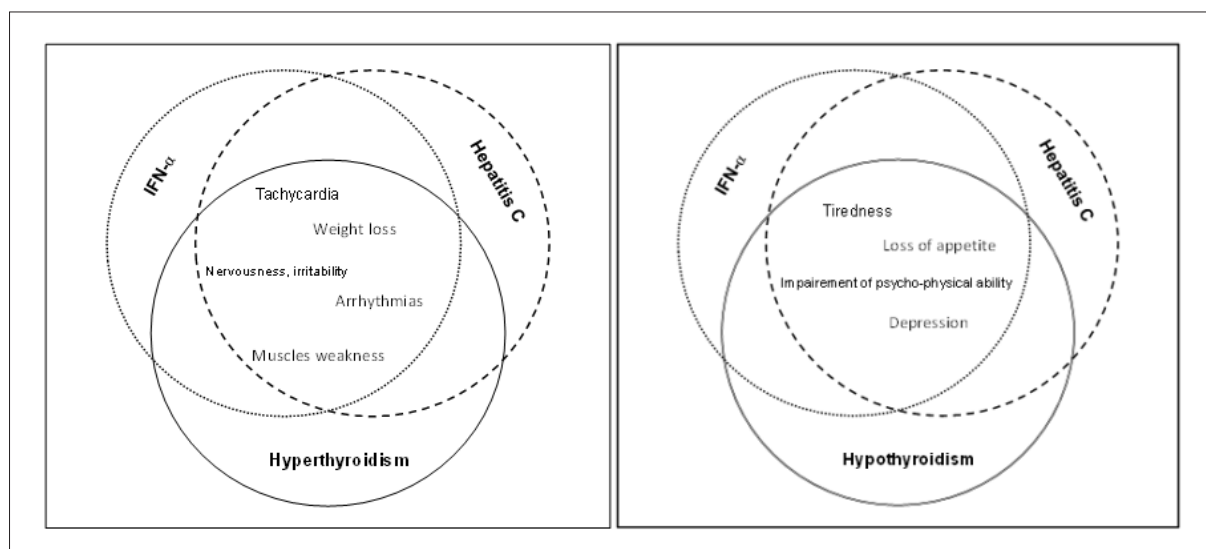 IFN-α
Hepatitis C
Tachycardia
Weight loss
Nervousness, irritability
Arrhythmias
Muscles weakness
Hyperthyroidism
IFN-α
Hepatitis C
Tiredness
Loss of appetite
Impairement of psycho-physical ability
Depression
Hypothyroidism